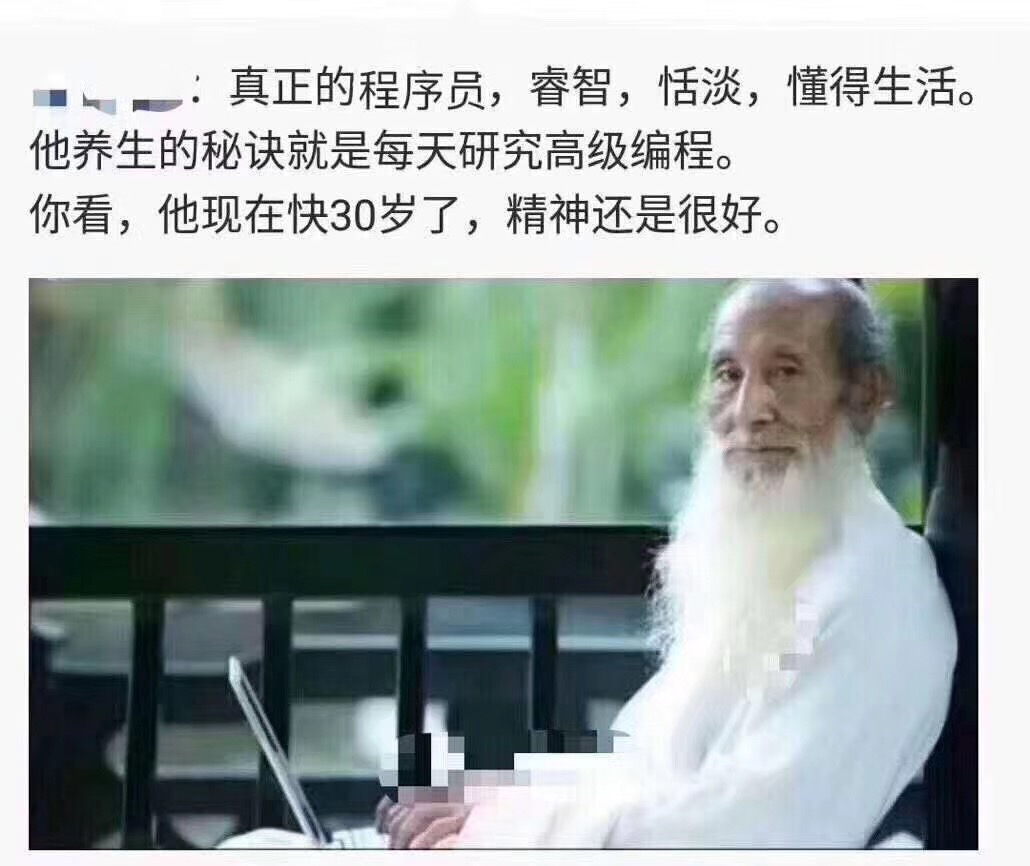 ：真正的程序员，睿智，恬淡，懂得生活。
他养生的秘诀就是每天研究高级编程。
你看，他现在快30岁了，精神还是很好。